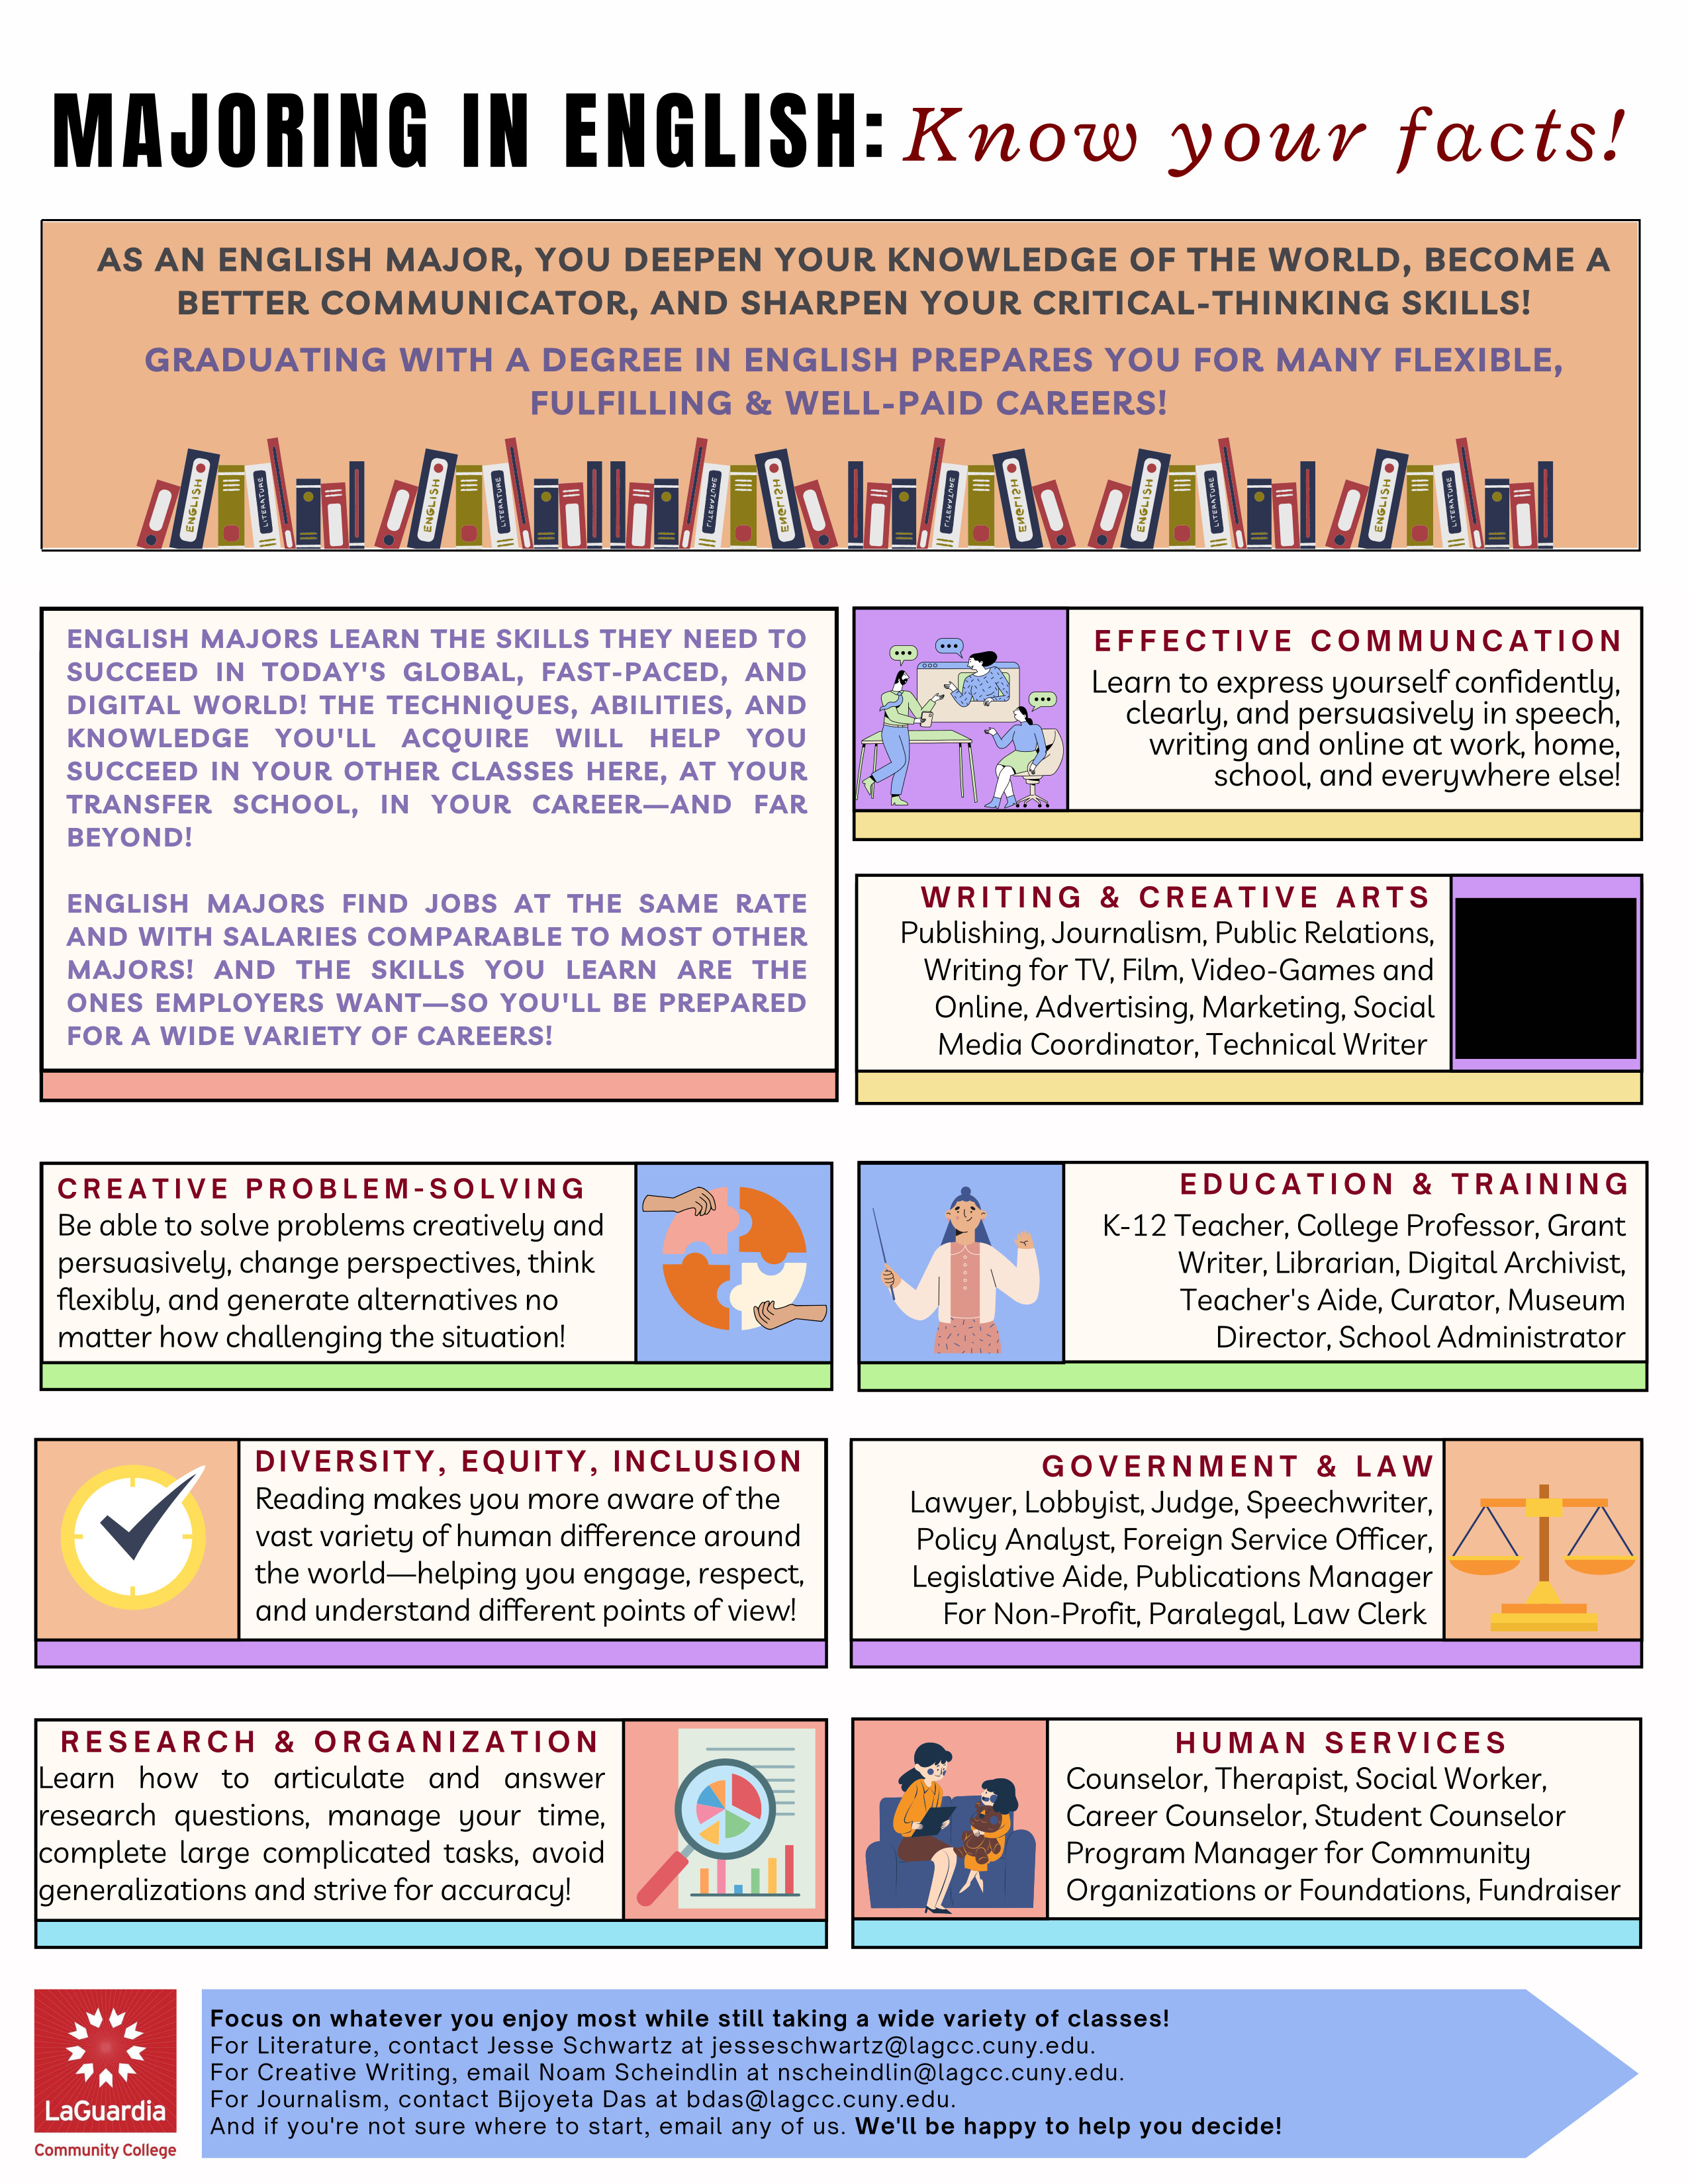 MAJORING IN ENGLISH: Know your facts!
AS AN ENGLISH MAJOR, YOU DEEPEN YOUR KNOWLEDGE OF THE WORLD, BECOME A
BETTER COMMUNICATOR, AND SHARPEN YOUR CRITICAL-THINKING SKILLS!
GRADUATING WITH A DEGREE IN ENGLISH PREPARES YOU FOR MANY FLEXIBLE,
FULFILLING & WELL-PAID CAREERS!
ENGLISH LITERATURE ENGLISH LITERATURE LITERATURE ENGLISH LITERATURE ENGLISH ENGLISH LITERATURE ENGLISH LITERATURE
ENGLISH MAJORS LEARN THE SKILLS THEY NEED TO
SUCCEED IN TODAY'S GLOBAL, FAST-PACED, AND
DIGITAL WORLD! THE TECHNIQUES, ABILITIES, AND
KNOWLEDGE YOU'LL ACQUIRE WILL HELP YOU
SUCCEED IN YOUR OTHER CLASSES HERE, AT YOUR
TRANSFER SCHOOL, IN YOUR CAREER—AND FAR
BEYOND!
ENGLISH MAJORS FIND JOBS AT THE SAME RATE
AND WITH SALARIES COMPARABLE TO MOST OTHER
MAJORS! AND THE SKILLS YOU LEARN ARE THE
ONES EMPLOYERS WANT—SO YOU'LL BE PREPARED
FOR A WIDE VARIETY OF CAREERS!
EFFECTIVE COMMUNCATION
Learn to express yourself confidently,
clearly, and persuasively in speech,
writing and online at work, home,
school, and everywhere else!
WRITING & CREATIVE ARTS
Publishing, Journalism, Public Relations,
Writing for TV, Film, Video-Games and
Online, Advertising, Marketing, Social
Media Coordinator, Technical Writer
CREATIVE PROBLEM-SOLVING
Be able to solve problems creatively and
persuasively, change perspectives, think
flexibly, and generate alternatives no
matter how challenging the situation!
EDUCATION & TRAINING
K-12 Teacher, College Professor, Grant
Writer, Librarian, Digital Archivist,
Teacher's Aide, Curator, Museum
Director, School Administrator
DIVERSITY, EQUITY, INCLUSION
Reading makes you more aware of the
vast variety of human difference around
the world—helping you engage, respect,
and understand different points of view!
GOVERNMENT & LAW
Lawyer, Lobbyist, Judge, Speechwriter,
Policy Analyst, Foreign Service Officer,
Legislative Aide, Publications Manager
For Non-Profit, Paralegal, Law Clerk
RESEARCH & ORGANIZATION
Learn how to articulate and answer
research questions, manage your time,
complete large complicated tasks, avoid
generalizations and strive for accuracy!
HUMAN SERVICES
Counselor, Therapist, Social Worker,
Career Counselor, Student Counselor
Program Manager for Community
Organizations or Foundations, Fundraiser
LaGuardia
Community College
Focus on whatever you enjoy most while still taking a wide variety of classes!
For Literature, contact Jesse Schwartz at jesseschwartz@lagcc.cuny.edu.
For Creative Writing, email Noam Scheindlin at nscheindlin@lagcc.cuny.edu.
For Journalism, contact Bijoyeta Das at bdas@lagcc.cuny.edu.
And if you're not sure where to start, email any of us. We'll be happy to help you decide!